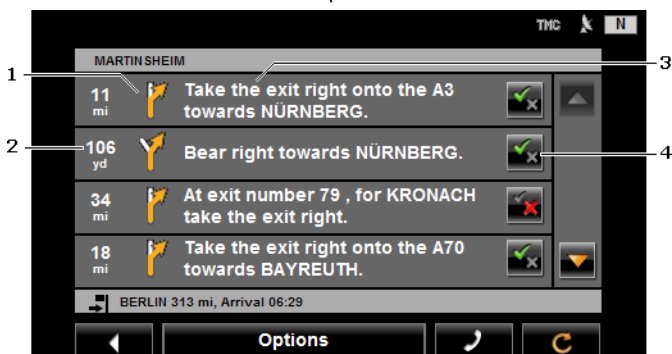 TMC N
MARTINSHEIM
1
3
11
mi
Take the exit right onto the A3
towards NÜRNBERG.
2
106
yd
Bear right towards NÜRNBERG.
4
34
mi
At exit number 79 , for KRONACH
take the exit right.
18
mi
Take the exit right onto the A70
towards BAYREUTH.
BERLIN 313 mi, Arrival 06:29
Options